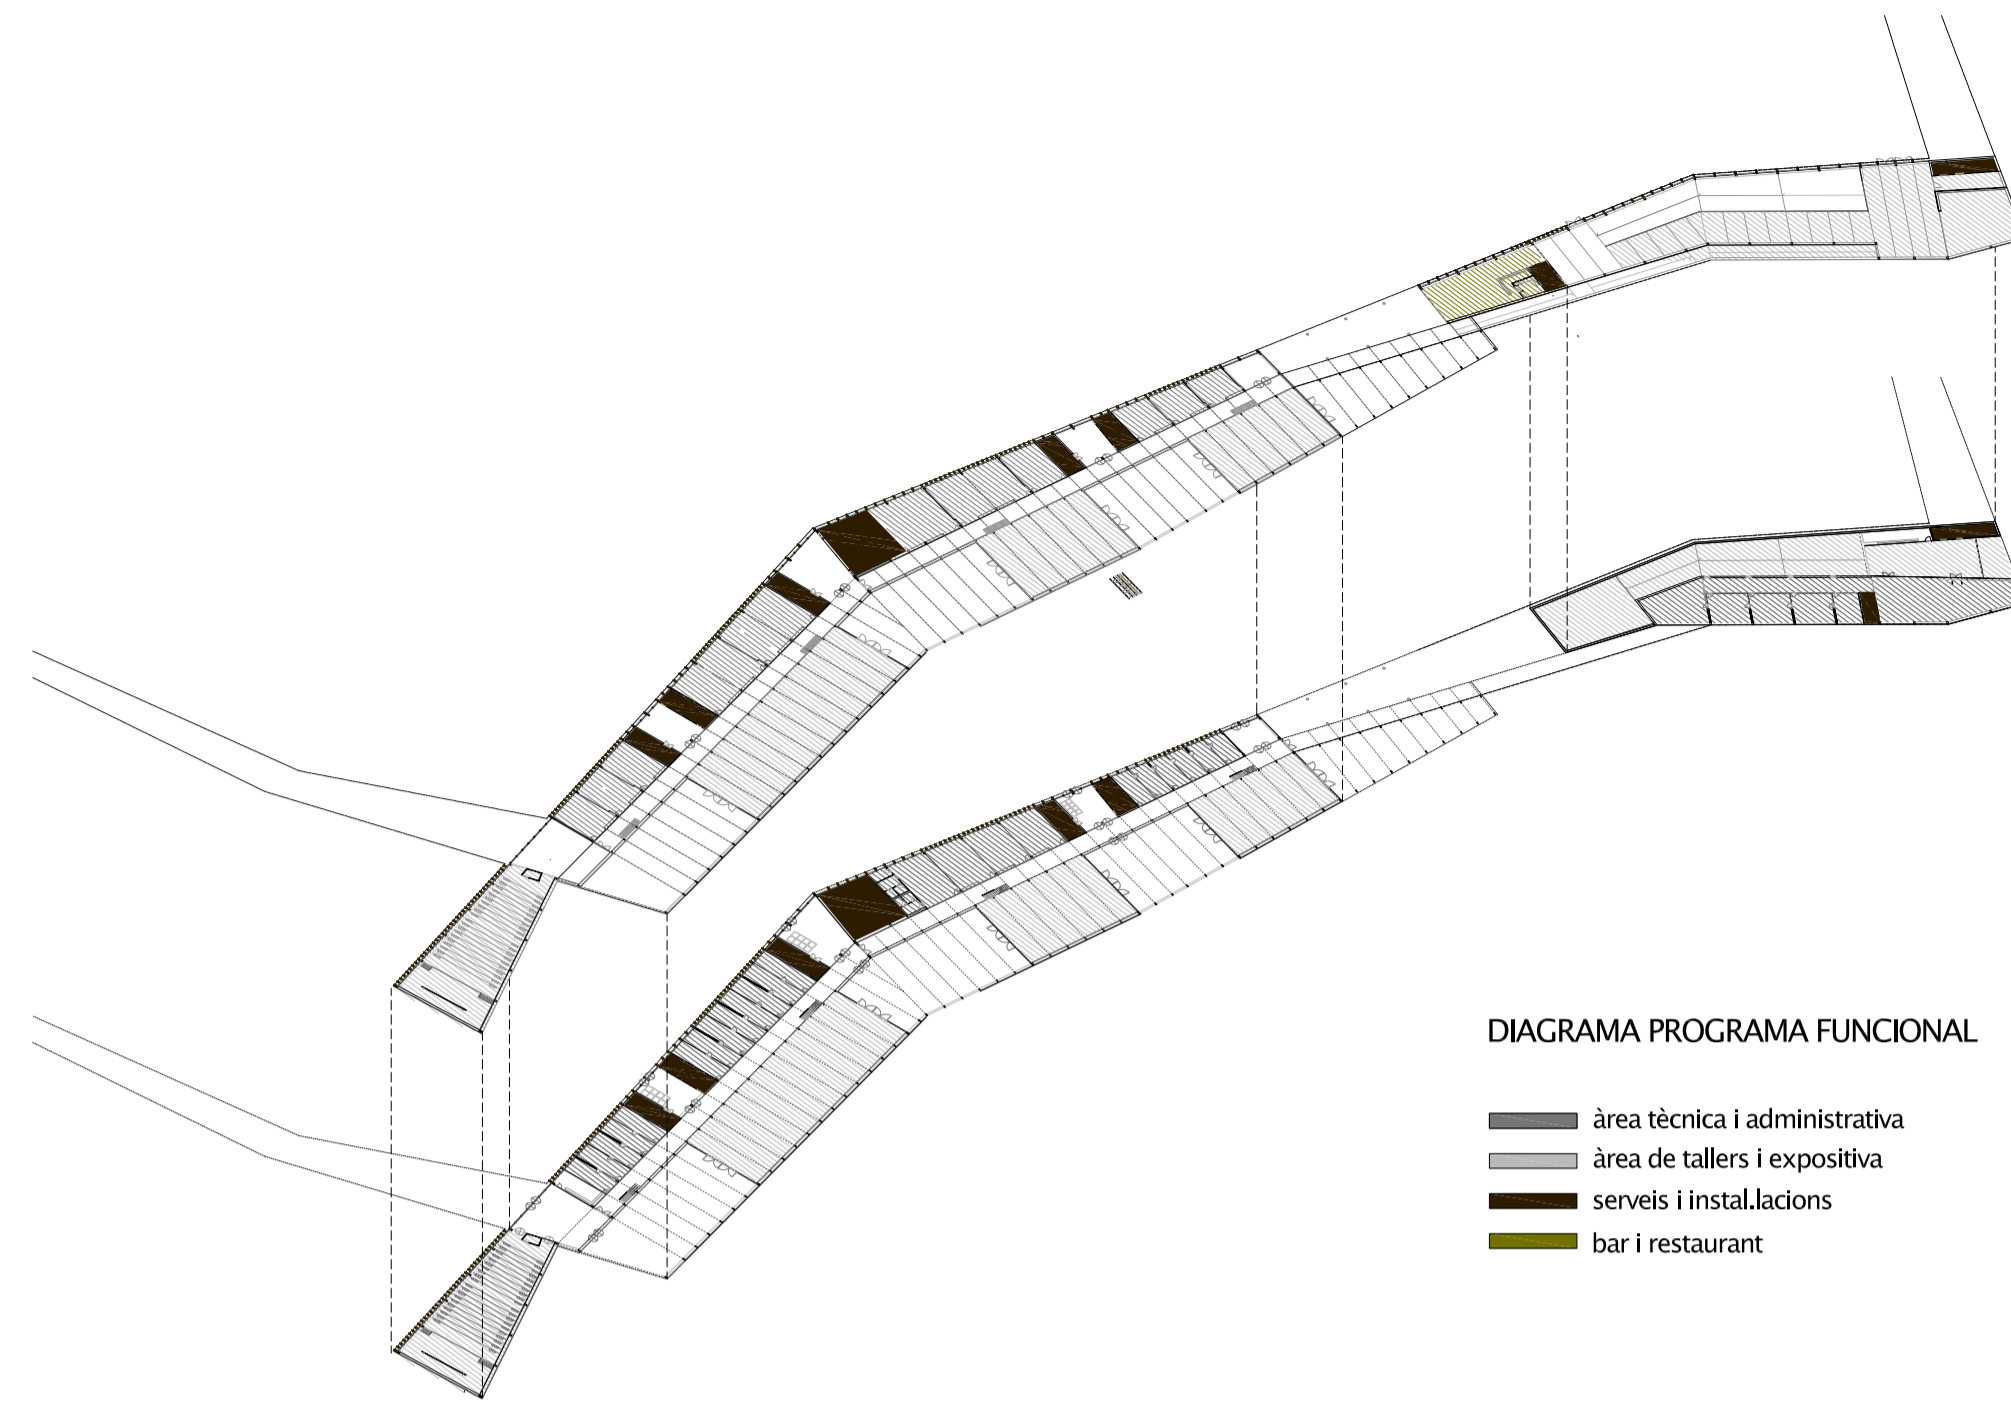 DIAGRAMA PROGRAMA FUNCIONAL
àrea tècnica i administrativa
àrea de tallers i expositiva
serveis i instal.lacions
bar i restaurant